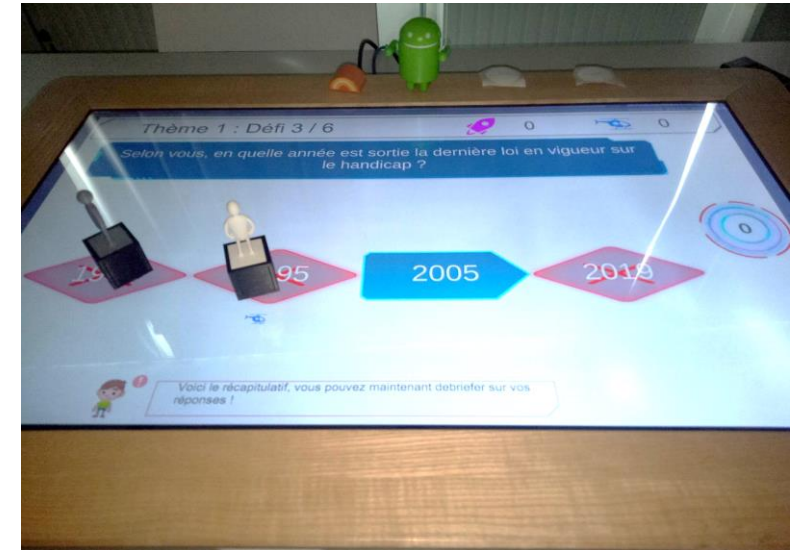 Thème 1 : Défi 3 / 6
0
0
Selon vous, en quelle année est sortie la dernière loi en vigueur sur
le handicap ?
0
95
2005
2019
Voici le récapitulatif, vous pouvez maintenant debriefer sur vos
réponses !